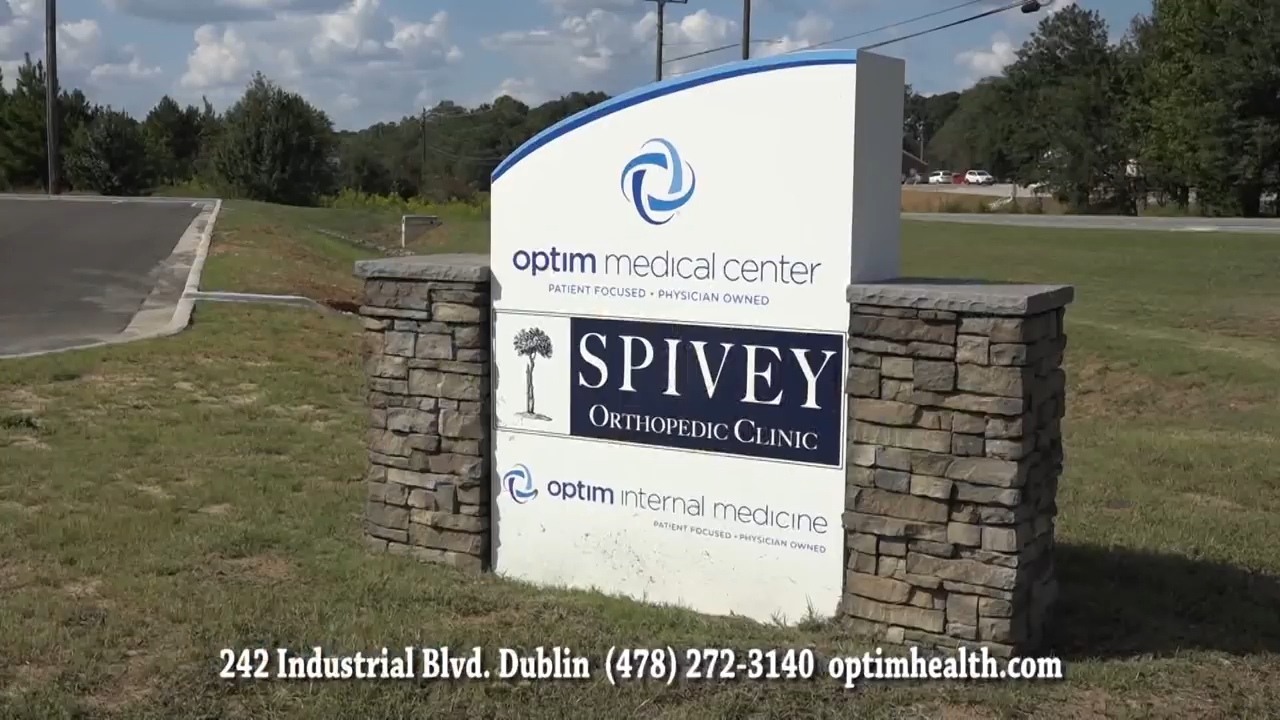 optim medical center
PATIENT FOCUSED • PHYSICIAN OWNED
SPIVEY
ORTHOPEDIC CLINIC
optim internal medicine
PATIENT FOCUSED • PHYSICIAN OWNED
242 Industrial Blvd. Dublin (478) 272-3140 optimhealth.com